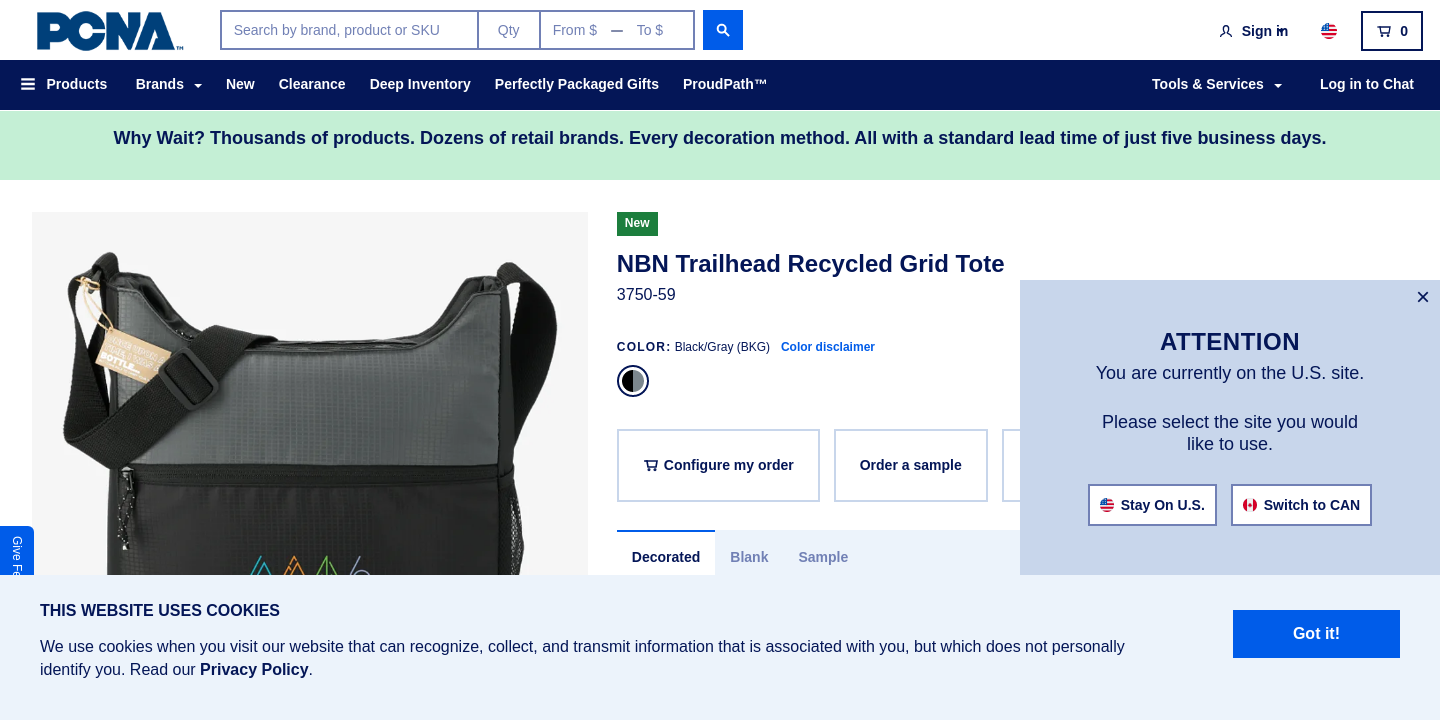 PCNA™
Search by brand, product or SKU
Qty
From $ — To $
Sign in
0
Products
Brands
New
Clearance
Deep Inventory
Perfectly Packaged Gifts
ProudPath™
Tools & Services
Log in to Chat
Why Wait? Thousands of products. Dozens of retail brands. Every decoration method. All with a standard lead time of just five business days.
BOTTLE
New
NBN Trailhead Recycled Grid Tote
3750-59
COLOR: Black/Gray (BKG) Color disclaimer
Configure my order
Order a sample
Decorated
Blank
Sample
×
ATTENTION
You are currently on the U.S. site.
Please select the site you would
like to use.
Stay On U.S.
Switch to CAN
Give Fe
THIS WEBSITE USES COOKIES
We use cookies when you visit our website that can recognize, collect, and transmit information that is associated with you, but which does not personally
identify you. Read our Privacy Policy.
Got it!